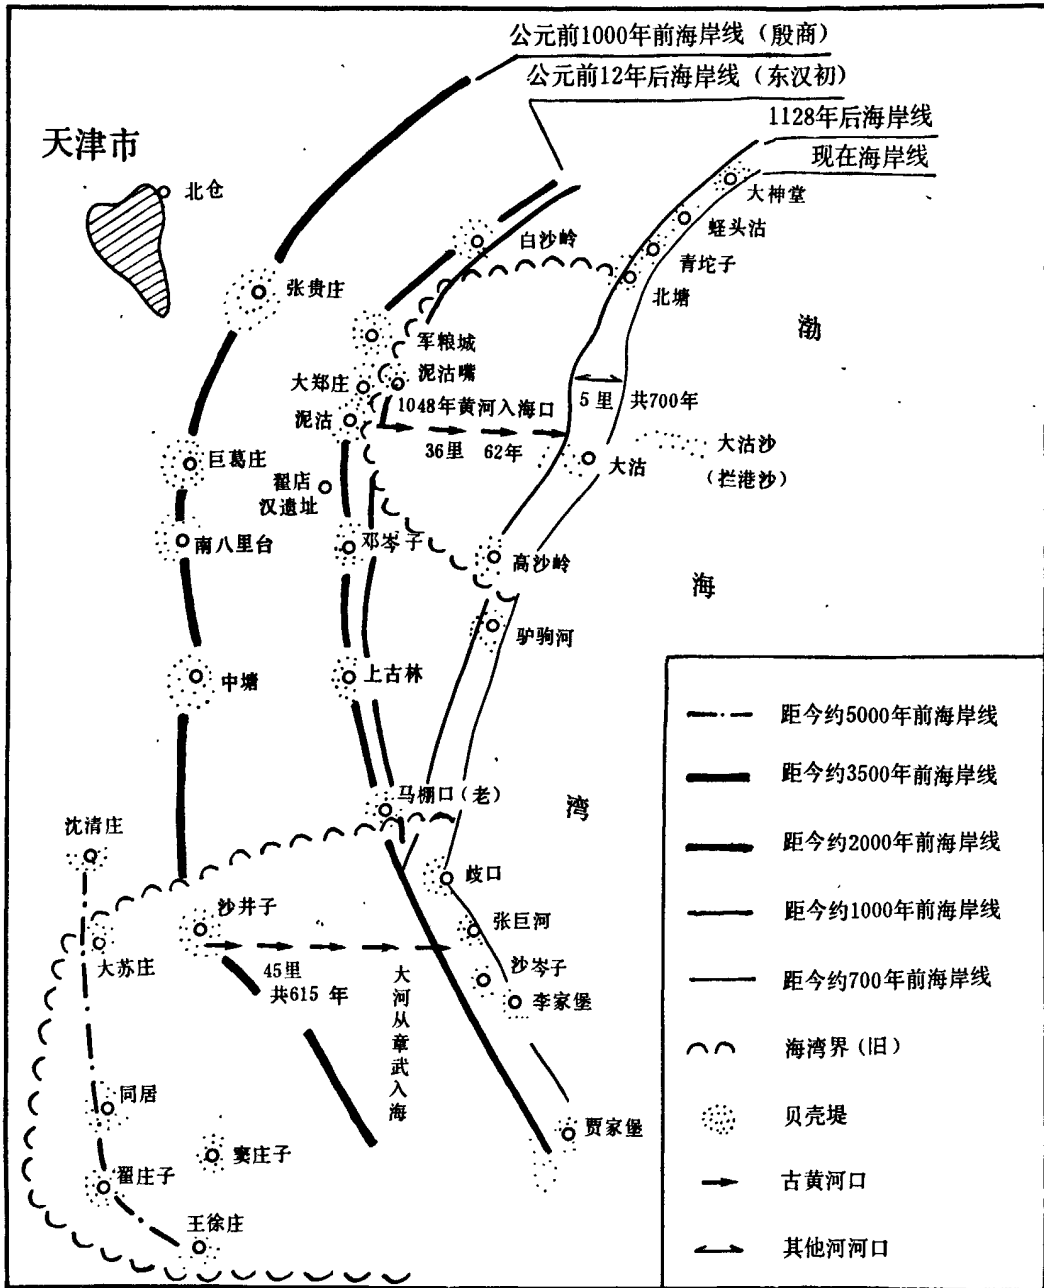 公元前1000年前海岸线（殷商）
公元前12年后海岸线（东汉初）
1128年后海岸线
现在海岸线
天津市
北仓
大神堂
蛏头沽
青坨子
北塘
白沙岭
张贵庄
渤
军粮城
泥沽嘴
大郑庄
泥沽
1048年黄河入海口
36里 62年
5里 共700年
大沽沙
（拦港沙）
大沽
巨葛庄
翟店
汉遗址
南八里台
邓岑子
高沙岭
海
驴驹河
中塘
上古林
马棚口（老）
湾
沈清庄
歧口
沙井子
张巨河
大苏庄
45里
共615年
沙岑子
李家堡
大河从章武入海
同居
窦庄子
贾家堡
翟庄子
王徐庄
距今约5000年前海岸线
距今约3500年前海岸线
距今约2000年前海岸线
距今约1000年前海岸线
距今约700年前海岸线
海湾界（旧）
贝壳堤
古黄河口
其他河河口